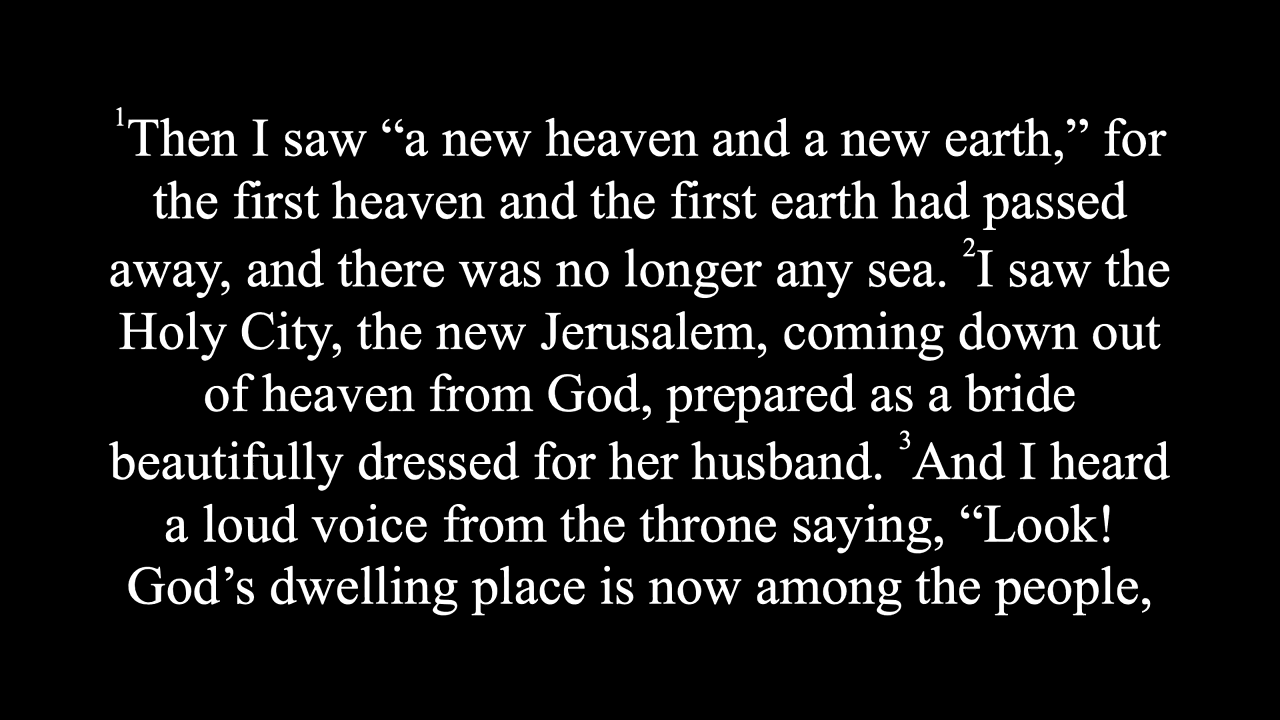 ¹Then I saw “a new heaven and a new earth,” for
the first heaven and the first earth had passed
away, and there was no longer any sea. ²I saw the
Holy City, the new Jerusalem, coming down out
of heaven from God, prepared as a bride
beautifully dressed for her husband. ³And I heard
a loud voice from the throne saying, “Look!
God’s dwelling place is now among the people,